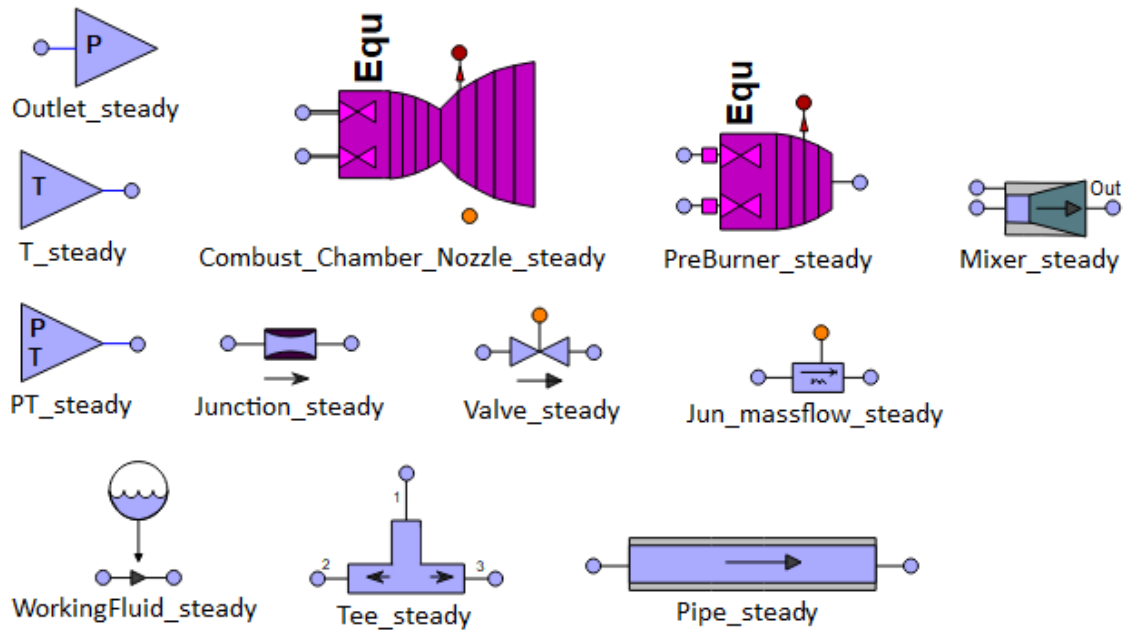 P
Outlet_steady
Equ
Combust_Chamber_Nozzle_steady
Equ
PreBurner_steady
T
T_steady
Out
Mixer_steady
P
T
PT_steady
Junction_steady
Valve_steady
Jun_massflow_steady
WorkingFluid_steady
1
2
3
Tee_steady
Pipe_steady